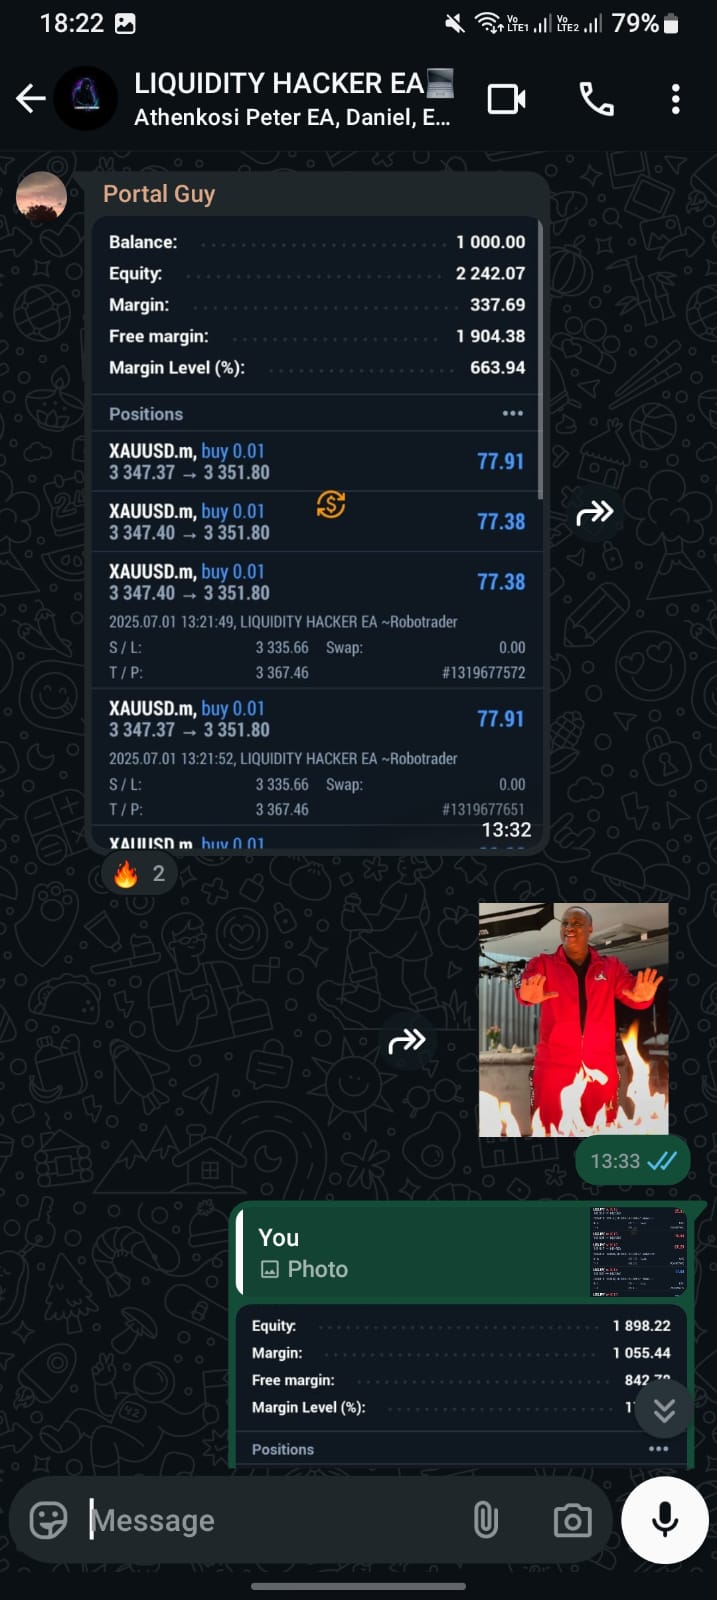 18:22
Vo LTE1 Vo LTE2 79%
LIQUIDITY HACKER EA
Athenkosi Peter EA, Daniel, E...
Portal Guy
Balance: 1 000.00
Equity: 2 242.07
Margin: 337.69
Free margin: 1 904.38
Margin Level (%): 663.94
Positions
XAUUSD.m, buy 0.01
3 347.37 → 3 351.80 77.91
XAUUSD.m, buy 0.01
3 347.40 → 3 351.80 77.38
XAUUSD.m, buy 0.01
3 347.40 → 3 351.80 77.38
2025.07.01 13:21:49, LIQUIDITY HACKER EA ~Robotrader
S / L: 3 335.66 Swap: 0.00
T / P: 3 367.46 #1319677572
XAUUSD.m, buy 0.01
3 347.37 → 3 351.80 77.91
2025.07.01 13:21:52, LIQUIDITY HACKER EA ~Robotrader
S / L: 3 335.66 Swap: 0.00
T / P: 3 367.46 #1319677651
XAUUSD.m, buy 0.01
13:32
2
13:33
You
Photo
Equity: 1 898.22
Margin: 1 055.44
Free margin: 842
Margin Level (%):
Positions
Message